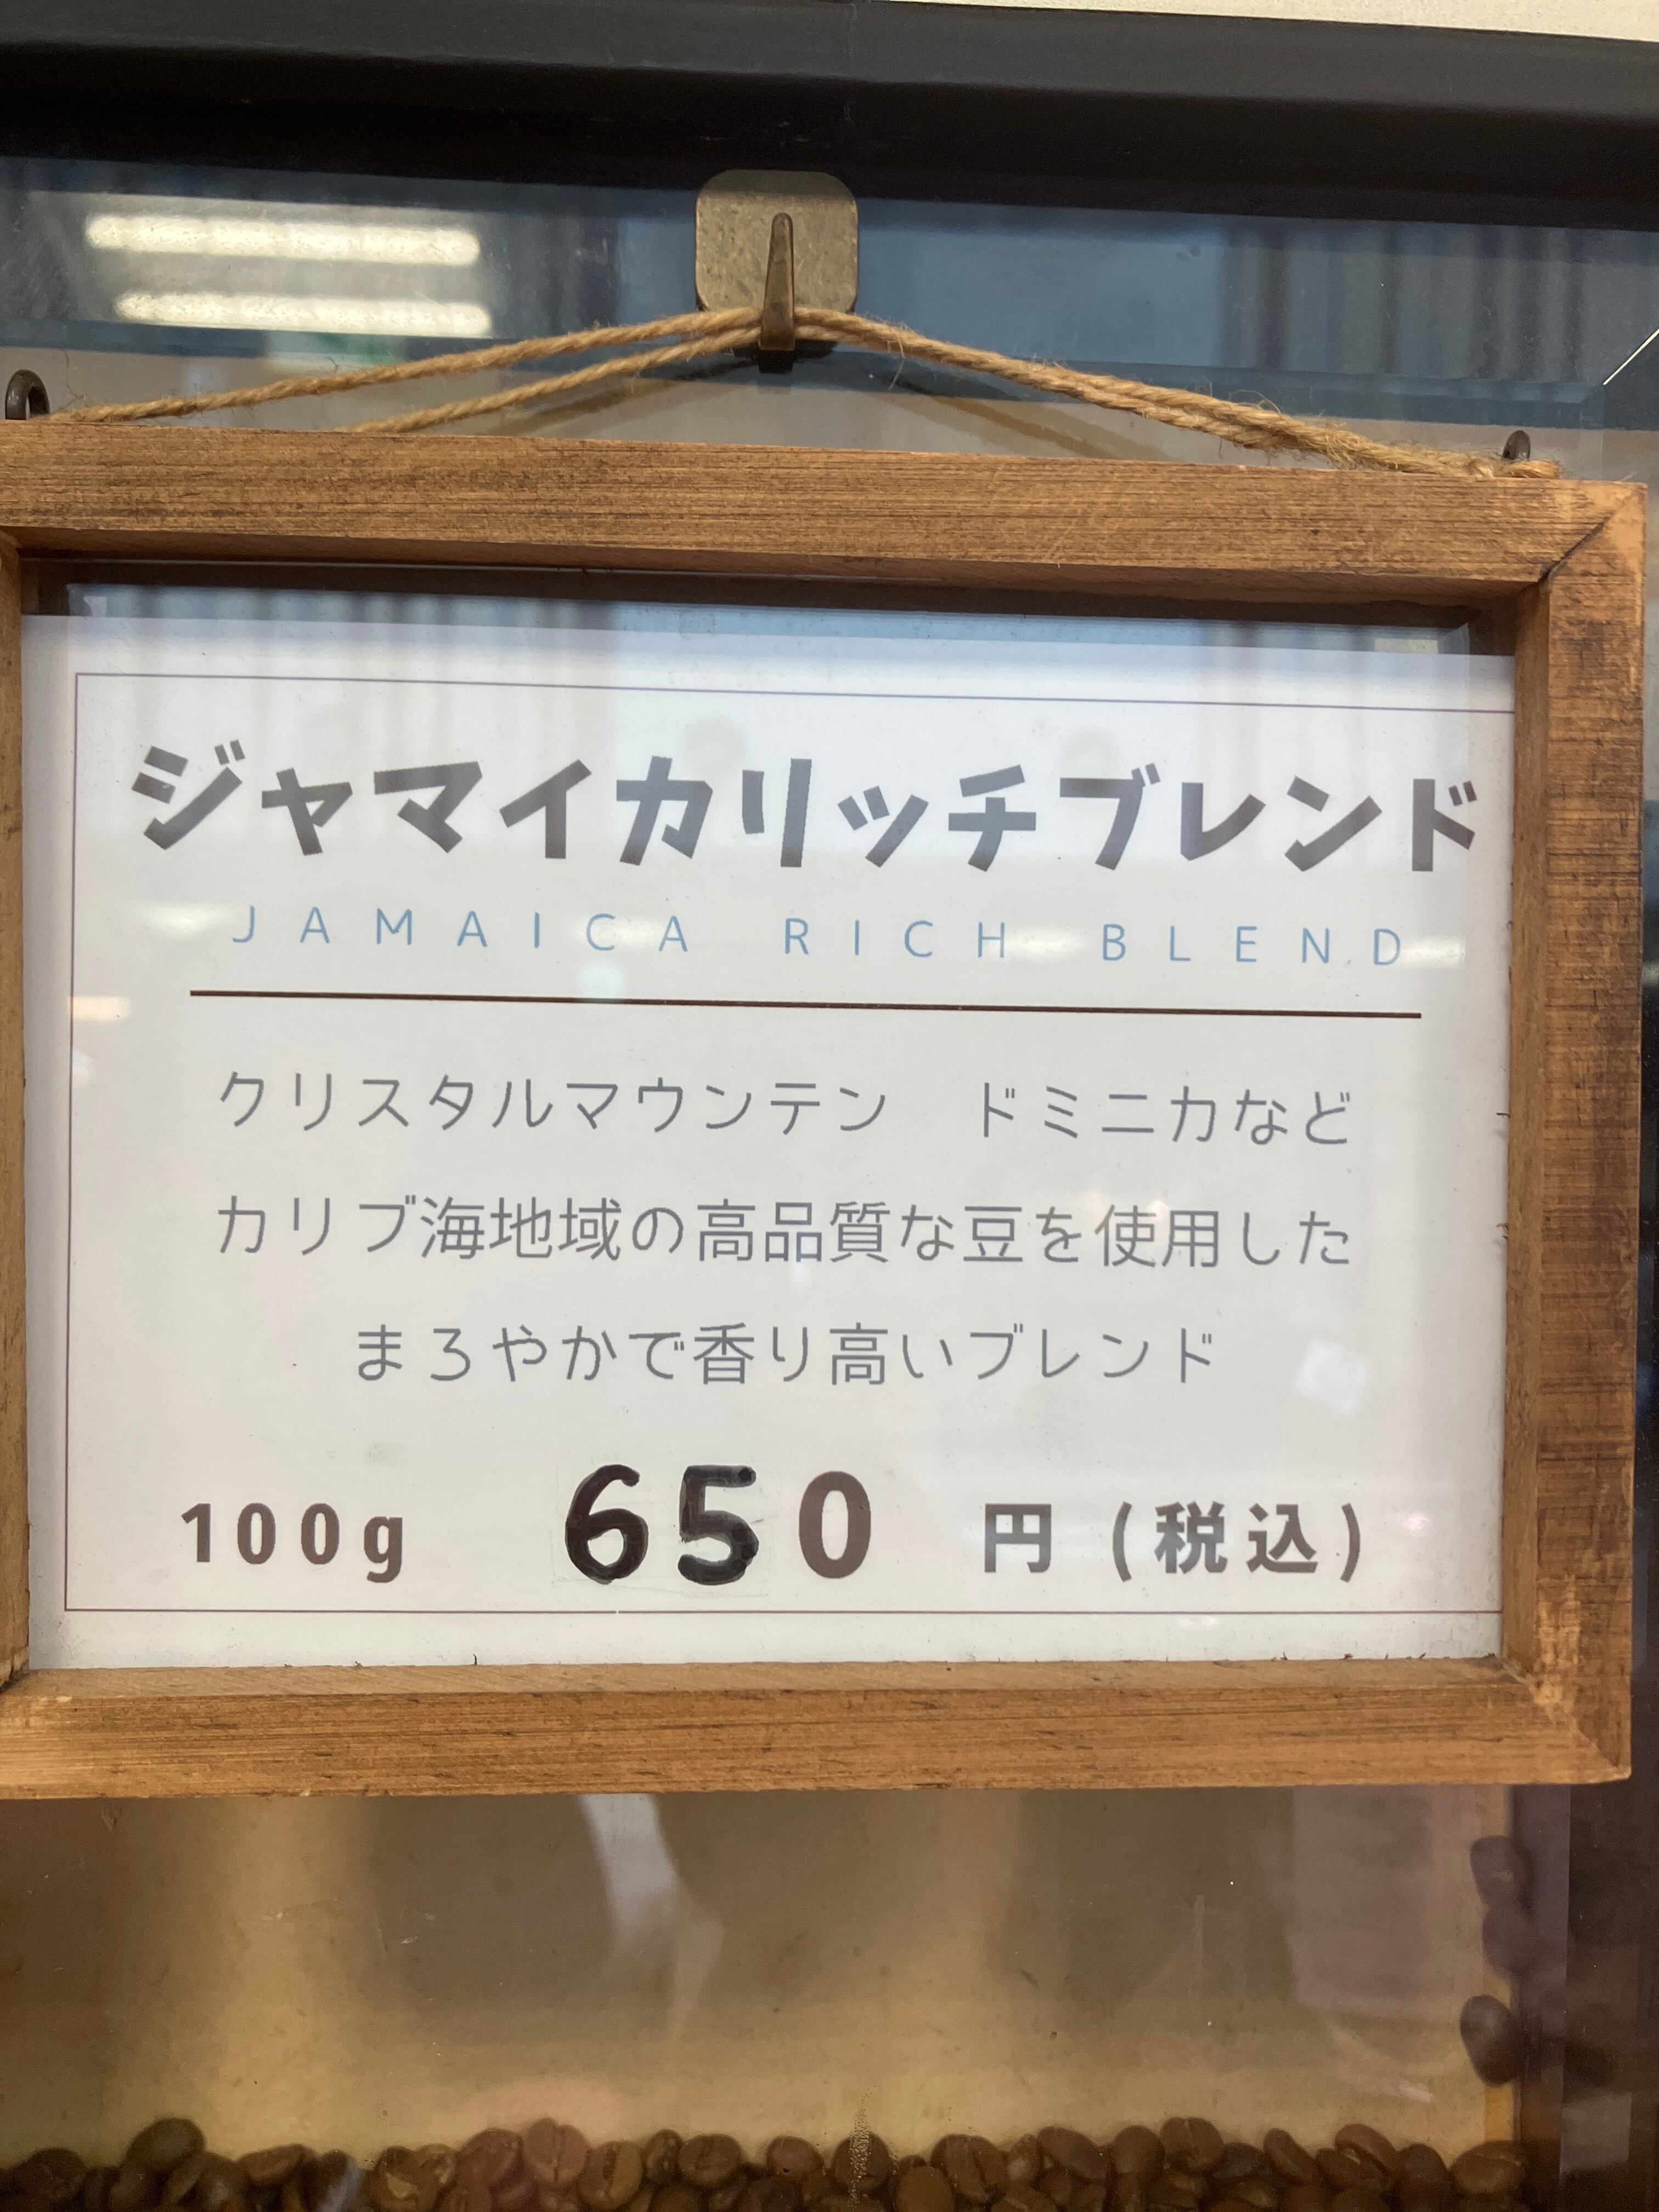 ジャマイカリッチブレンド
JAMAICA RICH BLEND
クリスタルマウンテン　ドミニカなど
カリブ海地域の高品質な豆を使用した
まろやかで香り高いブレンド
100g 650 円(税込)